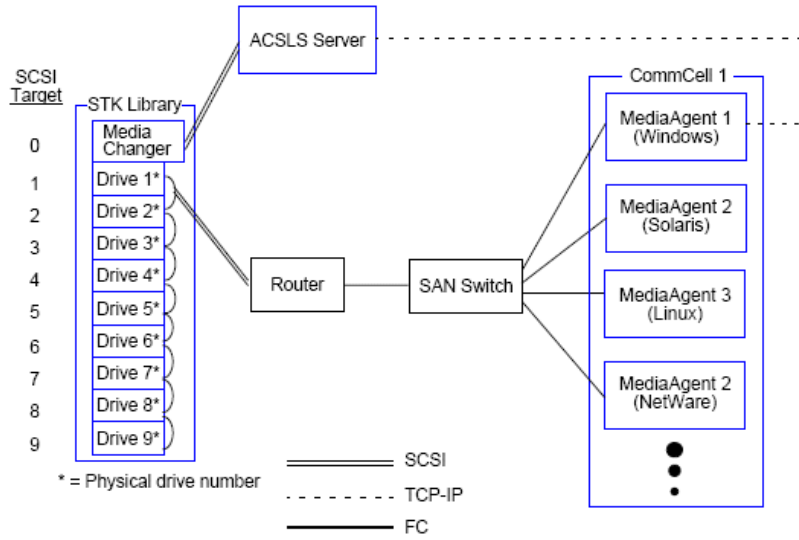 ACSLS Server
SCSI
Target
STK Library
CommCell 1
0
Media
Changer
1
Drive 1*
2
Drive 2*
3
Drive 3*
4
Drive 4*
5
Drive 5*
6
Drive 6*
7
Drive 7*
8
Drive 8*
9
Drive 9*
* = Physical drive number
Router
SAN Switch
MediaAgent 1
(Windows)
MediaAgent 2
(Solaris)
MediaAgent 3
(Linux)
MediaAgent 2
(NetWare)
SCSI
TCP-IP
FC